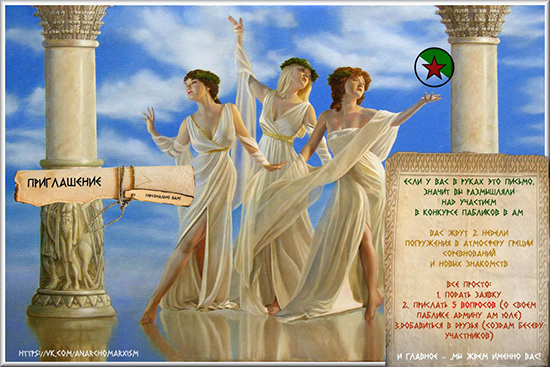 ПРИГЛАШЕНИЕ
ПЕРСОНАЛЬНО ВАМ
ЕСЛИ У ВАС В РУКАХ ЭТО ПИСЬМО,
ЗНАЧИТ ВЫ РАЗМЫШЛЯЛИ
НАД УЧАСТИЕМ
В КОНКУРСЕ ПАБЛИКОВ В АМ
ВАС ЖДУТ 2 НЕДЕЛИ
ПОГРУЖЕНИЯ В АТМОСФЕРУ ГРЕЦИИ
СОРЕВНОВАНИЙ
И НОВЫХ ЗНАКОМСТВ
ВСЕ ПРОСТО:
1. ПОДАТЬ ЗАЯВКУ
2. ПРИСЛАТЬ 5 ВОПРОСОВ (О СВОЕМ
ПАБЛИКЕ АДМИНУ АМ ЮЛЕ)
3.ДОБАВИТЬСЯ В ДРУЗЬЯ (СОЗДАМ БЕСЕДУ
УЧАСТНИКОВ)
И ГЛАВНОЕ - МЫ ЖДЕМ ИМЕННО ВАС!
HTTPS://VK.COM/ANARCHOMARXISM